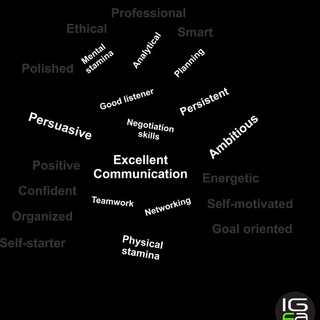 Professional
Ethical
Smart
Mental
stamina
Analytical
Planning
Polished
Good listener
Persistent
Persuasive
Negotiation
skills
Ambitious
Excellent
Communication
Positive
Energetic
Confident
Teamwork
Networking
Self-motivated
Organized
Goal oriented
Self-starter
Physical
stamina
IG